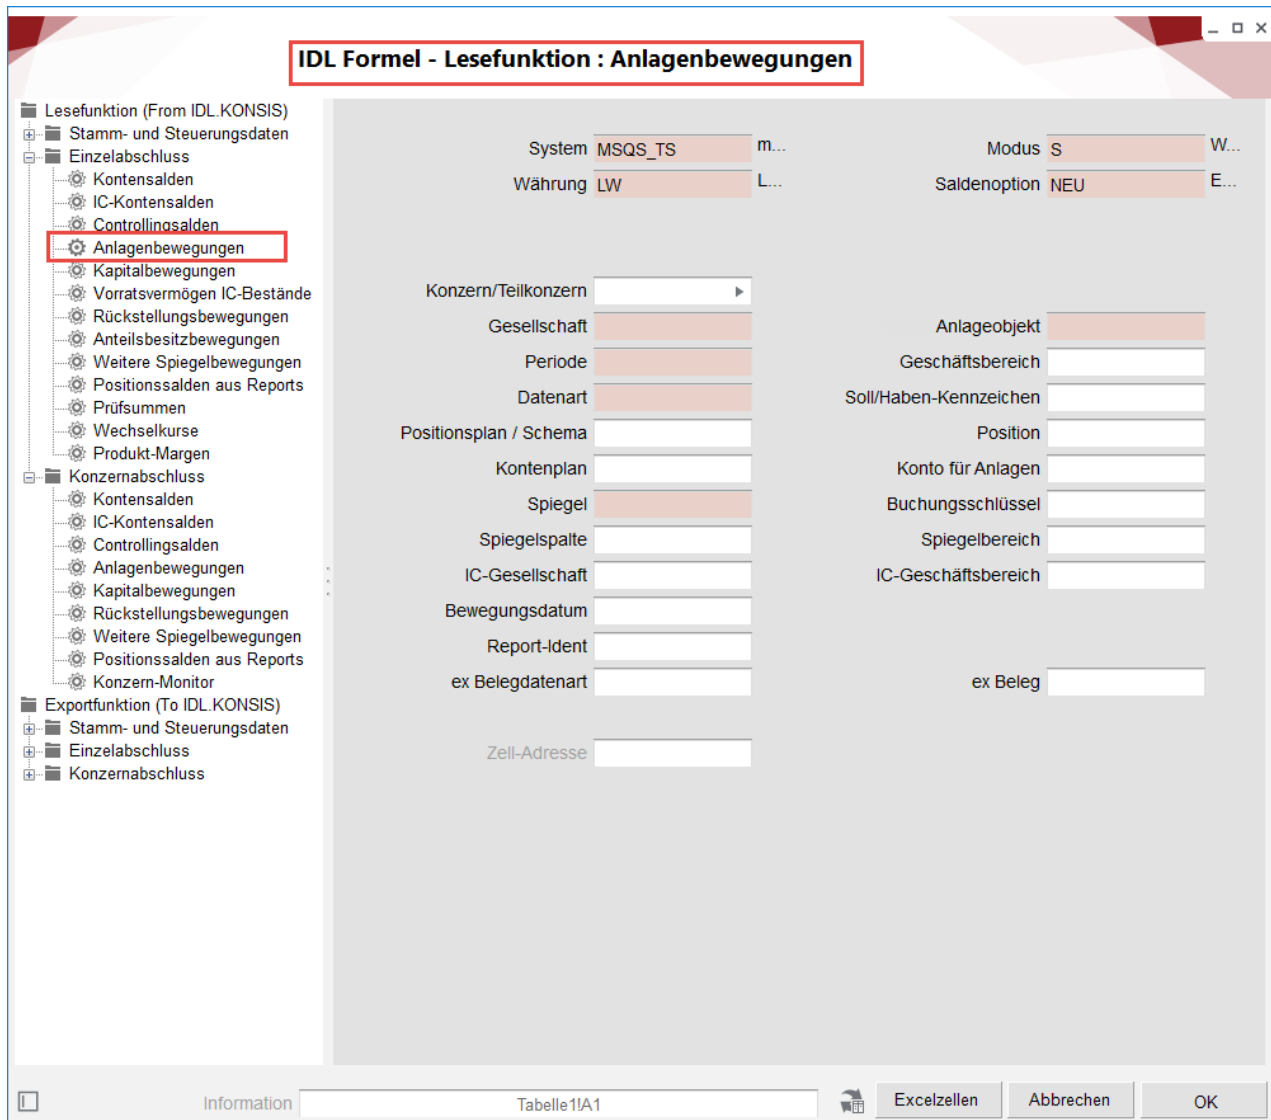 IDL Formel - Lesefunktion : Anlagenbewegungen
Lesefunktion (From IDL.KONSIS)
Stamm- und Steuerungsdaten
Einzelabschluss
Kontensalden
IC-Kontensalden
Controllingsalden
Anlagenbewegungen
Kapitalbewegungen
Vorratsvermögen IC-Bestände
Rückstellungsbewegungen
Anteilsbesitzbewegungen
Weitere Spiegelbewegungen
Positionssalden aus Reports
Prüfsummen
Wechselkurse
Produkt-Margen
Konzernabschluss
Kontensalden
IC-Kontensalden
Controllingsalden
Anlagenbewegungen
Kapitalbewegungen
Rückstellungsbewegungen
Weitere Spiegelbewegungen
Positionssalden aus Reports
Konzern-Monitor
Exportfunktion (To IDL.KONSIS)
Stamm- und Steuerungsdaten
Einzelabschluss
Konzernabschluss
System MSQS_TS m... Modus S W...
Währung LW L... Saldenoption NEU E...
Konzern/Teilkonzern
Gesellschaft Anlageobjekt
Periode Geschäftsbereich
Datenart Soll/Haben-Kennzeichen
Positionsplan / Schema Position
Kontenplan Konto für Anlagen
Spiegel Buchungsschlüssel
Spiegelspalte Spiegelbereich
IC-Gesellschaft IC-Geschäftsbereich
Bewegungsdatum
Report-Ident
ex Belegdatenart ex Beleg
Zell-Adresse
Information Tabelle1!A1 Excelzellen Abbrechen OK